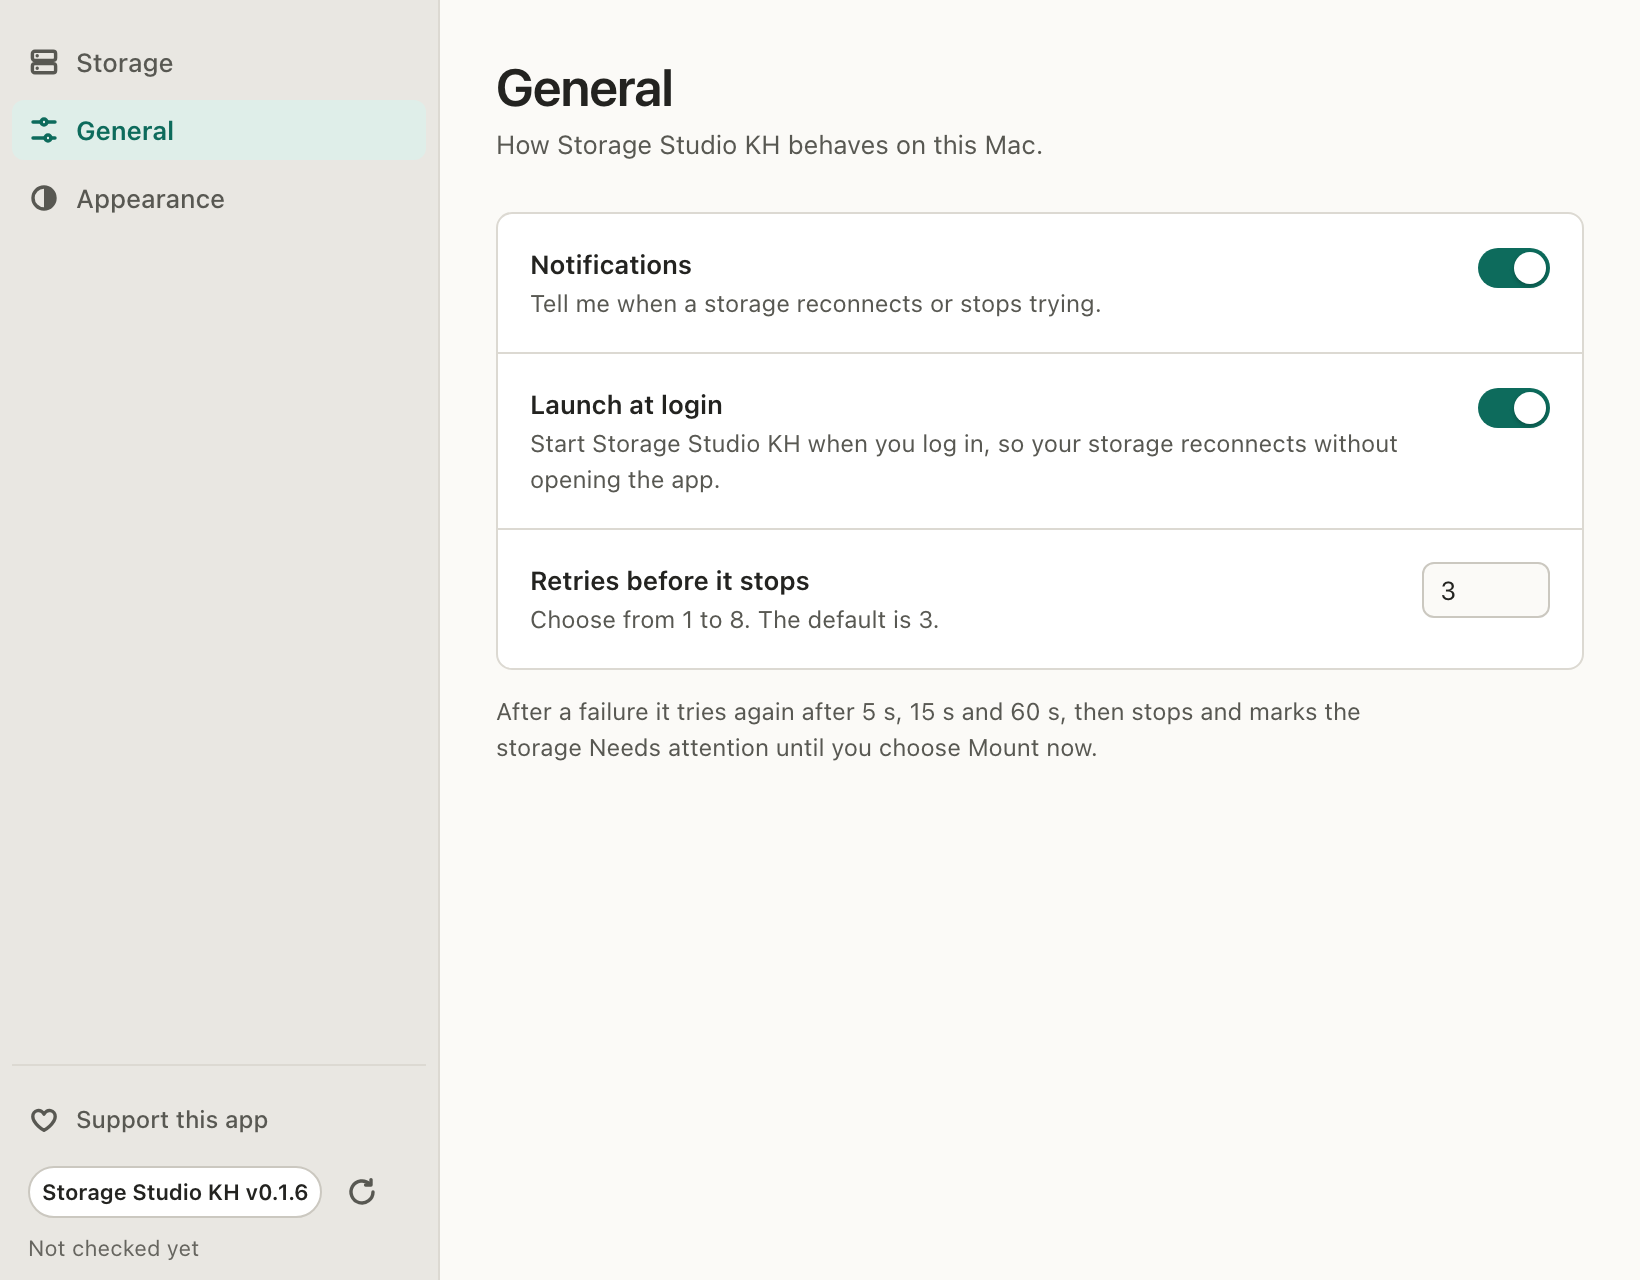 Storage
General
Appearance
Support this app
Storage Studio KH v0.1.6
Not checked yet
General
How Storage Studio KH behaves on this Mac.
Notifications
Tell me when a storage reconnects or stops trying.
Launch at login
Start Storage Studio KH when you log in, so your storage reconnects without
opening the app.
Retries before it stops
3
Choose from 1 to 8. The default is 3.
After a failure it tries again after 5 s, 15 s and 60 s, then stops and marks the
storage Needs attention until you choose Mount now.